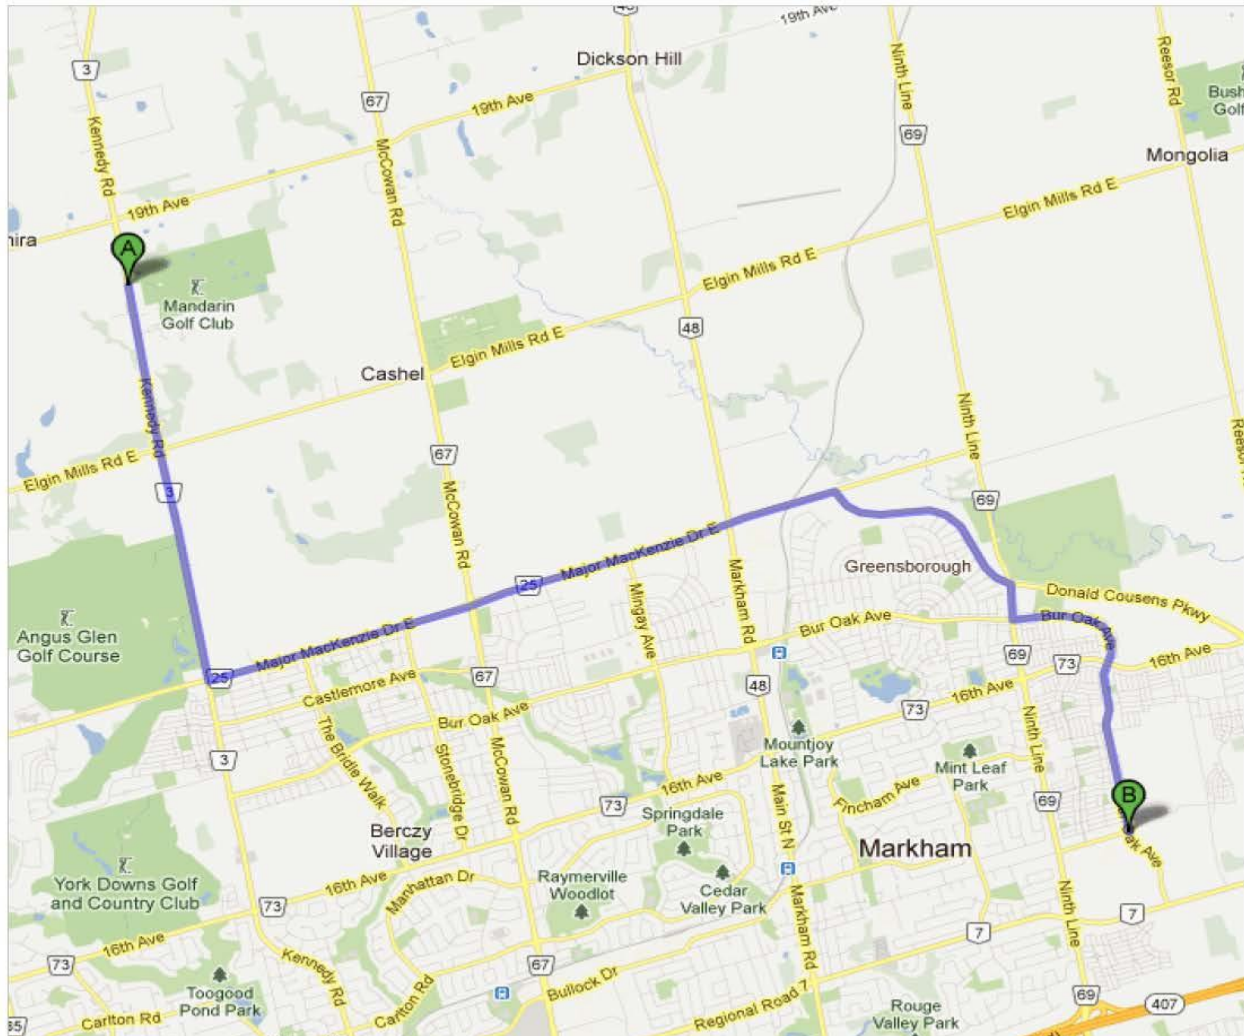 48
19th Ave
3
Dickson Hill
67
19th Ave
Kennedy Rd
McCowan Rd
Ninth Line
69
Reesor Rd
Mongolia
19th Ave
Elgin Mills Rd E
A
Mandarin
Golf Club
Elgin Mills Rd E
48
Cashel
Elgin Mills Rd E
Kennedy Rd
Ninth Line
67
Elgin Mills Rd E
3
McCowan Rd
69
Major MacKenzie Dr E
25
Greensborough
Markham Rd
Mingay Ave
Donald Cousens Pkwy
Angus Glen
Golf Course
Major MacKenzie Dr E
Bur Oak Ave
Bur Oak Ave
25
Castlemore Ave
67
69
73
16th Ave
48
16th Ave
73
Bur Oak Ave
The Bridle Walk
Stonebridge Dr
McCowan Rd
3
Mountjoy
Lake Park
Ninth Line
Mint Leaf
Park
16th Ave
73
Main St N
Fincham Ave
69
B
Springdale
Park
Berczy
Village
Markham
16th Ave
Manhattan Dr
Raymerville
Woodlot
Cedar
Valley Park
York Downs Golf
and Country Club
73
Markham Rd
Ninth Line
7
7
16th Ave
73
Kennedy Rd
67
Toogood
Pond Park
Carlton Rd
Bullock Dr
Regional Road 7
69
407
Carlton Rd
Rouge
Valley Park